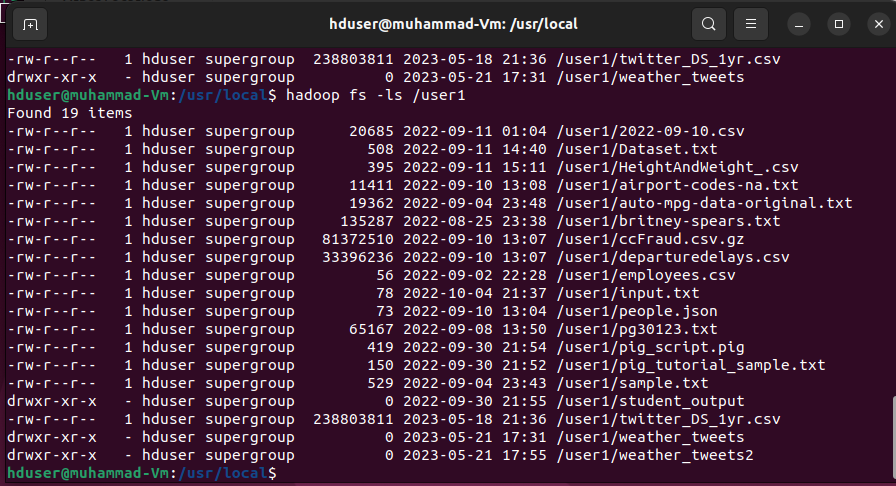 hduser@muhammad-Vm: /usr/local
-rw-r--r--   1 hduser supergroup  238803811 2023-05-18 21:36 /user1/twitter_DS_1yr.csv
drwxr-xr-x   - hduser supergroup          0 2023-05-21 17:31 /user1/weather_tweets
hduser@muhammad-Vm:/usr/local$ hadoop fs -ls /user1
Found 19 items
-rw-r--r--   1 hduser supergroup      20685 2022-09-11 01:04 /user1/2022-09-10.csv
-rw-r--r--   1 hduser supergroup        508 2022-09-11 14:40 /user1/Dataset.txt
-rw-r--r--   1 hduser supergroup        395 2022-09-11 15:11 /user1/HeightAndWeight_.csv
-rw-r--r--   1 hduser supergroup      11411 2022-09-10 13:08 /user1/airport-codes-na.txt
-rw-r--r--   1 hduser supergroup      19362 2022-09-04 23:48 /user1/auto-mpg-data-original.txt
-rw-r--r--   1 hduser supergroup     135287 2022-08-25 23:38 /user1/britney-spears.txt
-rw-r--r--   1 hduser supergroup   81372510 2022-09-10 13:07 /user1/ccFraud.csv.gz
-rw-r--r--   1 hduser supergroup   33396236 2022-09-10 13:07 /user1/departuredelays.csv
-rw-r--r--   1 hduser supergroup         56 2022-09-02 22:28 /user1/employees.csv
-rw-r--r--   1 hduser supergroup         78 2022-10-04 21:37 /user1/input.txt
-rw-r--r--   1 hduser supergroup         73 2022-09-10 13:04 /user1/people.json
-rw-r--r--   1 hduser supergroup      65167 2022-09-08 13:50 /user1/pg30123.txt
-rw-r--r--   1 hduser supergroup        419 2022-09-30 21:54 /user1/pig_script.pig
-rw-r--r--   1 hduser supergroup        150 2022-09-30 21:52 /user1/pig_tutorial_sample.txt
-rw-r--r--   1 hduser supergroup        529 2022-09-04 23:43 /user1/sample.txt
drwxr-xr-x   - hduser supergroup          0 2022-09-30 21:55 /user1/student_output
-rw-r--r--   1 hduser supergroup  238803811 2023-05-18 21:36 /user1/twitter_DS_1yr.csv
drwxr-xr-x   - hduser supergroup          0 2023-05-21 17:31 /user1/weather_tweets
drwxr-xr-x   - hduser supergroup          0 2023-05-21 17:55 /user1/weather_tweets2
hduser@muhammad-Vm:/usr/local$